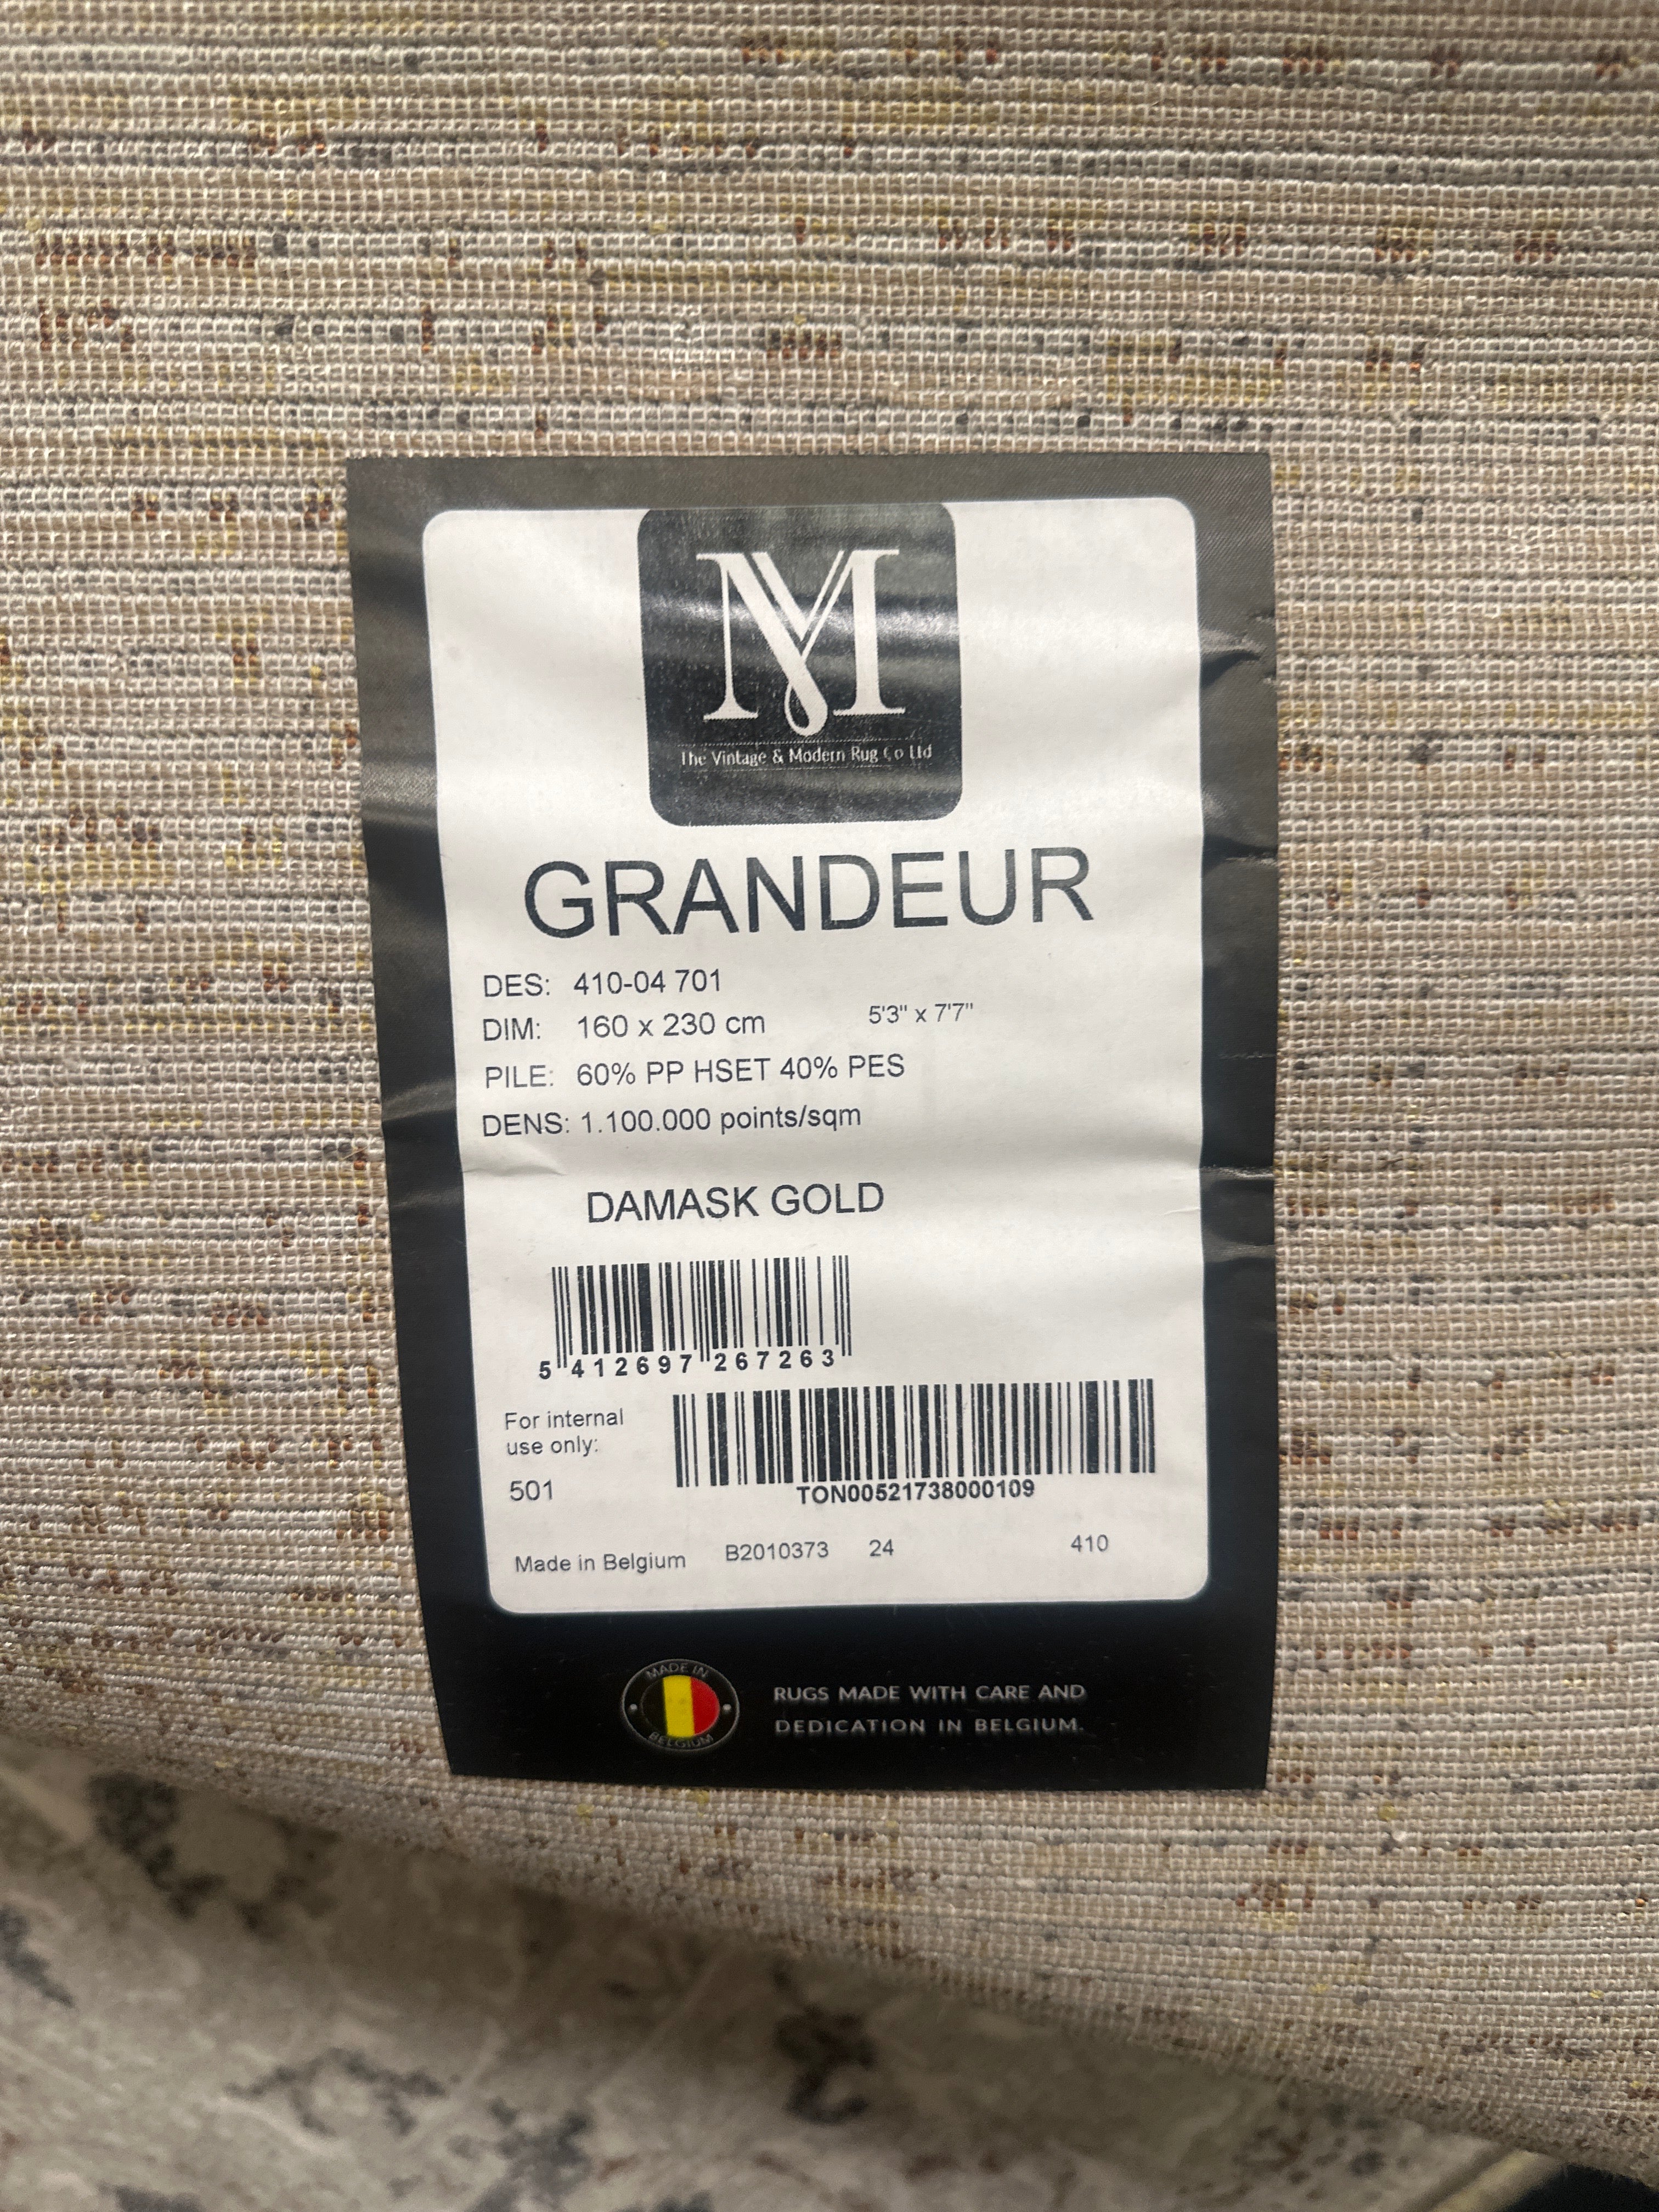 VM
The Vintage & Modern Rug Co Ltd
GRANDEUR
DES: 410-04 701
DIM: 160 x 230 cm 5'3" x 7'7"
PILE: 60% PP HSET 40% PES
DENS: 1.100.000 points/sqm
DAMASK GOLD
5 412697 267263
For internal
use only:
501
TON00521738000109
Made in Belgium B2010373 24 410
MADE IN
BELGIUM
RUGS MADE WITH CARE AND
DEDICATION IN BELGIUM.